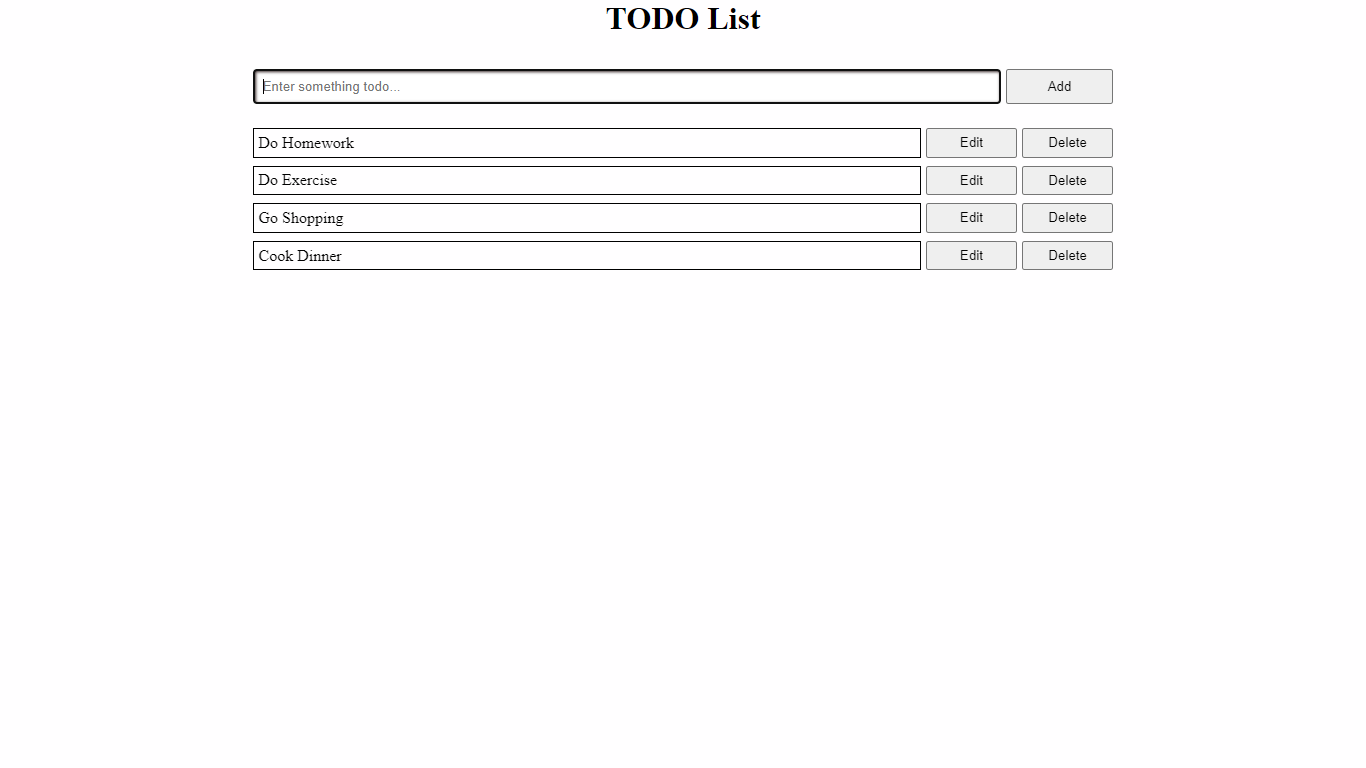 TODO List
Enter something todo...
Add
Do Homework Edit Delete
Do Exercise Edit Delete
Go Shopping Edit Delete
Cook Dinner Edit Delete